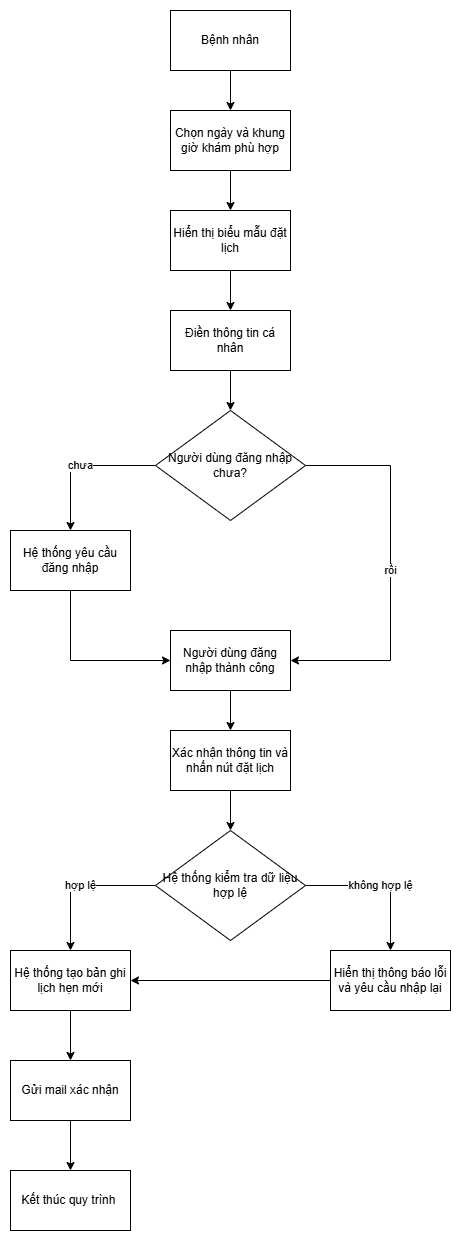 Bệnh nhân
Chọn ngày và khung
giờ khám phù hợp
Hiển thị biểu mẫu đặt
lịch
Điền thông tin cá
nhân
Người dùng đăng nhập
chưa?
chưa
Hệ thống yêu cầu
đăng nhập
rồi
Người dùng đăng
nhập thành công
Xác nhận thông tin và
nhấn nút đặt lịch
Hệ thống kiểm tra dữ liệu
hợp lệ
hợp lệ
không hợp lệ
Hệ thống tạo bản ghi
lịch hẹn mới
Hiển thị thông báo lỗi
và yêu cầu nhập lại
Gửi mail xác nhận
Kết thúc quy trình